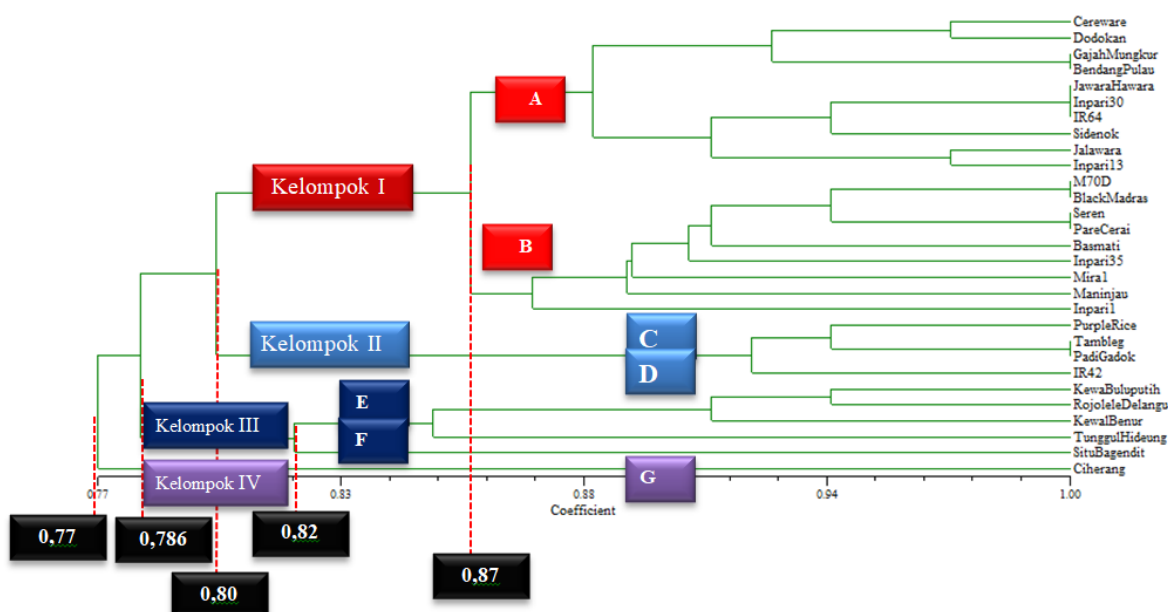 Cereware
Dodokan
GajahMungkur
BendangPulau
JawaraHawara
Inpari30
IR64
Sidenok
Jalawara
Inpari13
M70D
BlackMadras
Seren
PareCerai
Basmati
Inpari35
Mira1
Maninjau
Inpari1
PurpleRice
Tambleg
PadiGadok
IR42
KewaBuluputih
RojoleleDelangu
KewalBenur
TunggulHideung
SituBagendit
Ciherang
A
Kelompok I
B
Kelompok II
C
D
E
Kelompok III
F
Kelompok IV
G
0.77
0.83
0.88
0.94
1.00
Coefficient
0,77
0,786
0,82
0,80
0,87